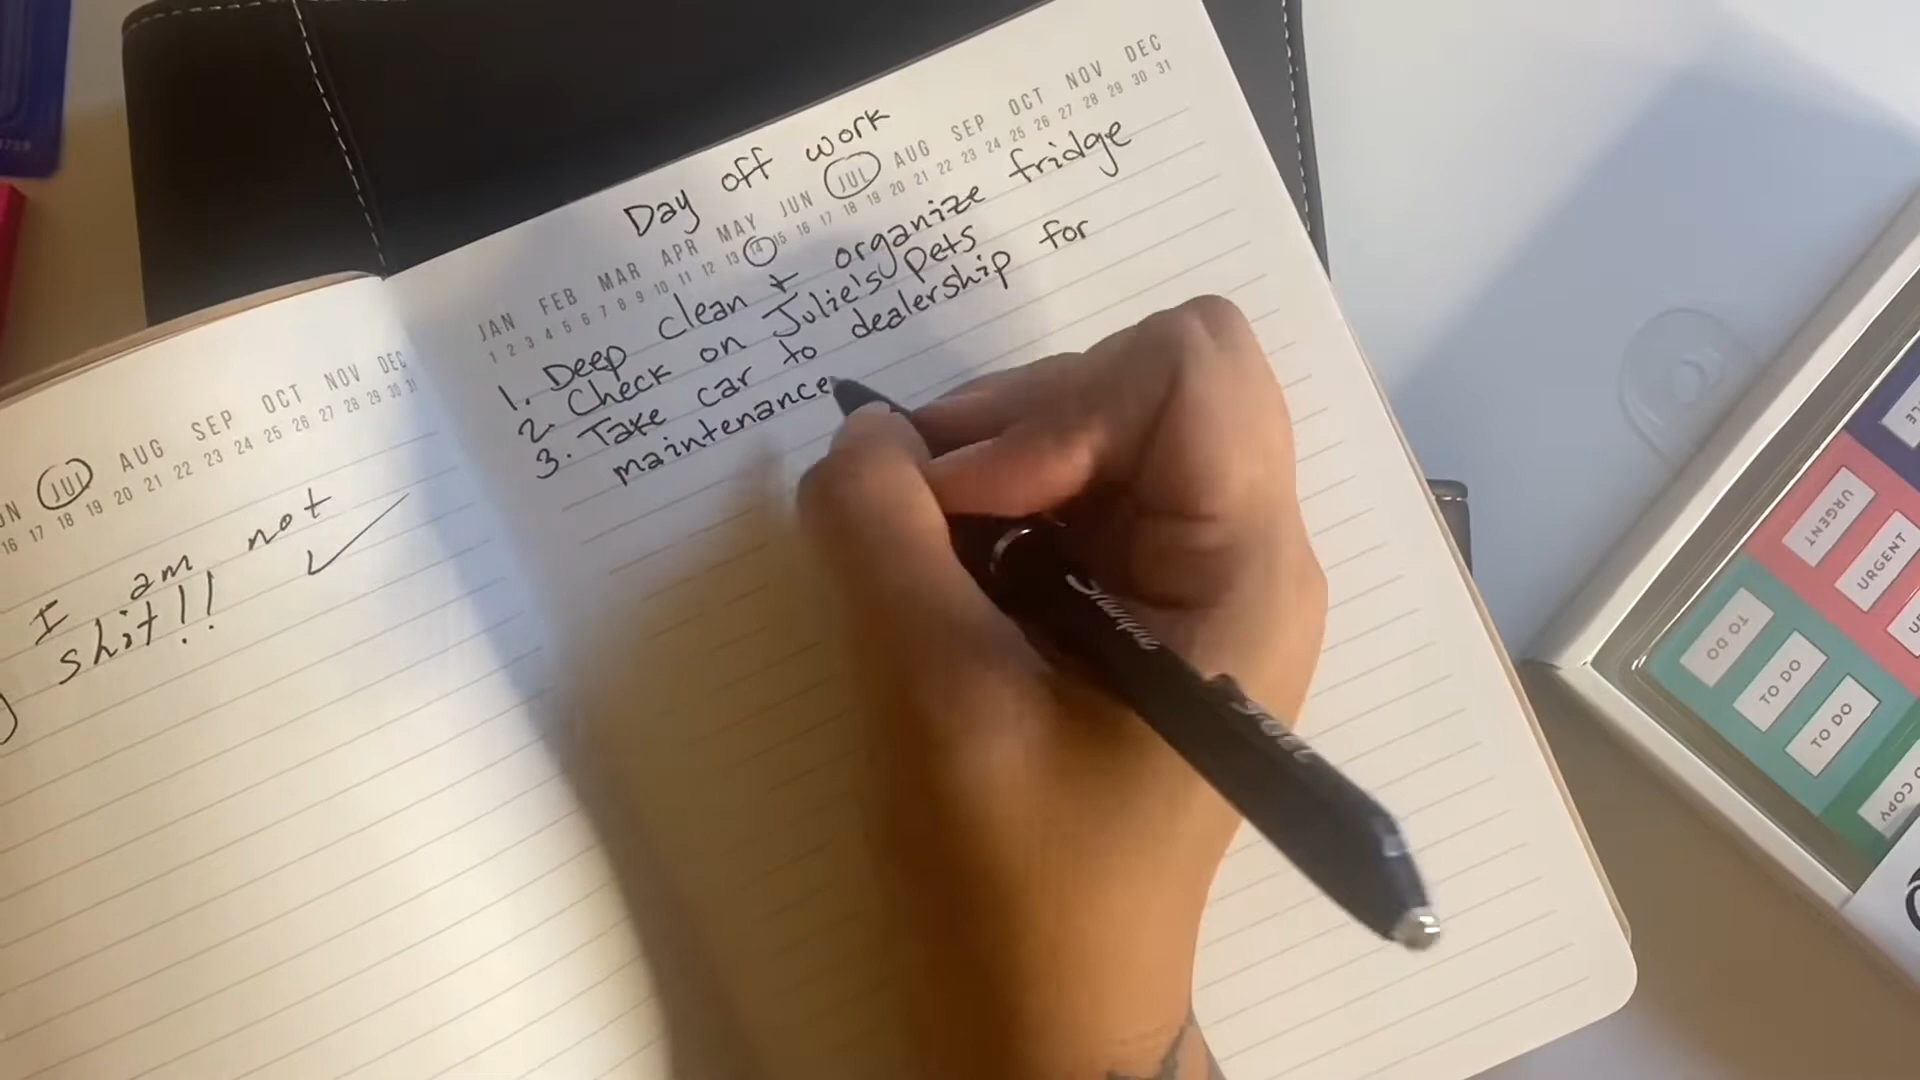 JUN JUL AUG SEP OCT NOV DEC
16 17 18 19 20 21 22 23 24 25 26 27 28 29 30 31
I am not
shit!!
Day off work
JAN FEB MAR APR MAY JUN JUL AUG SEP OCT NOV DEC
1 2 3 4 5 6 7 8 9 10 11 12 13 14 15 16 17 18 19 20 21 22 23 24 25 26 27 28 29 30 31
1. Deep clean + organize fridge
2. Check on Julie's pets
3. Take car to dealership for
maintenance
Sharpie
S·GEL
URGENT
URGENT
TO DO
TO DO
TO DO
COPY